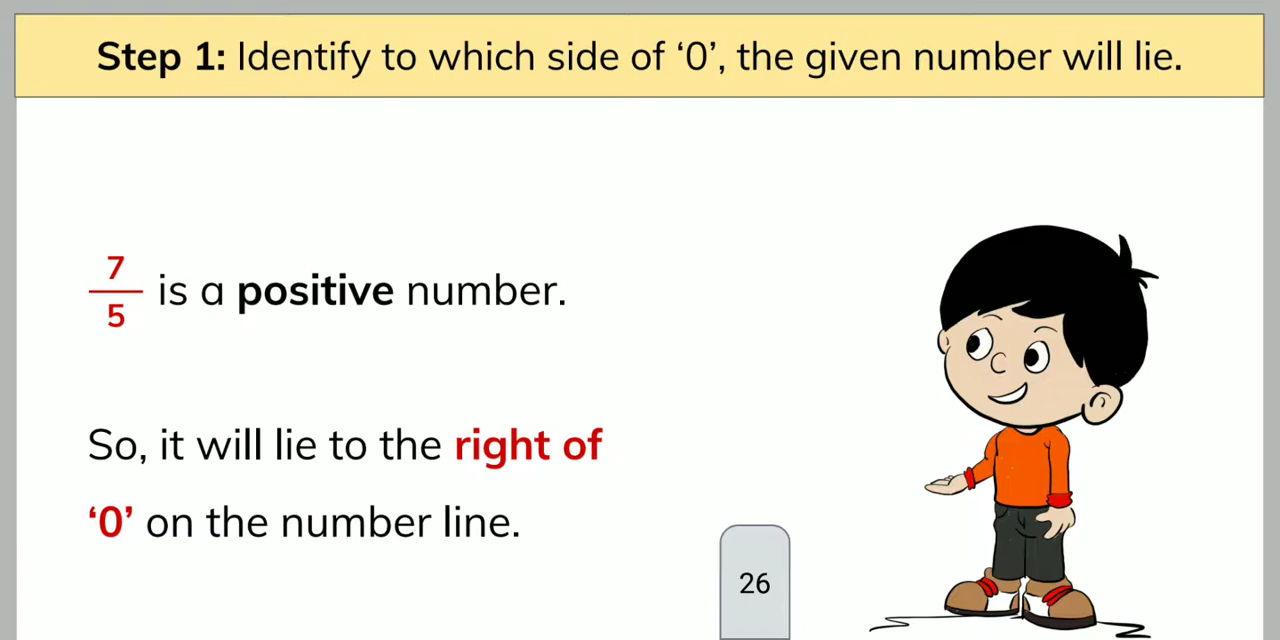 Step 1: Identify to which side of ‘0’, the given number will lie.
7
5
is a positive number.
So, it will lie to the right of
‘0’ on the number line.
26